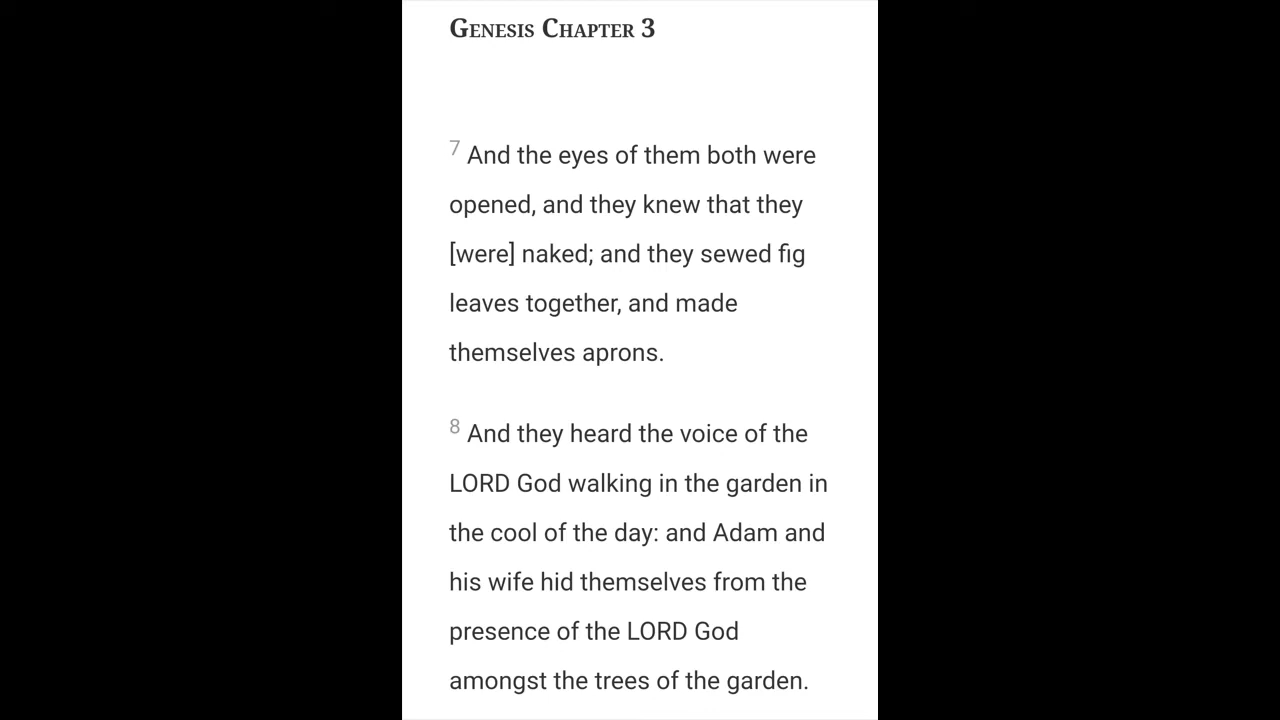 Genesis Chapter 3
7 And the eyes of them both were
opened, and they knew that they
[were] naked; and they sewed fig
leaves together, and made
themselves aprons.
8 And they heard the voice of the
LORD God walking in the garden in
the cool of the day: and Adam and
his wife hid themselves from the
presence of the LORD God
amongst the trees of the garden.